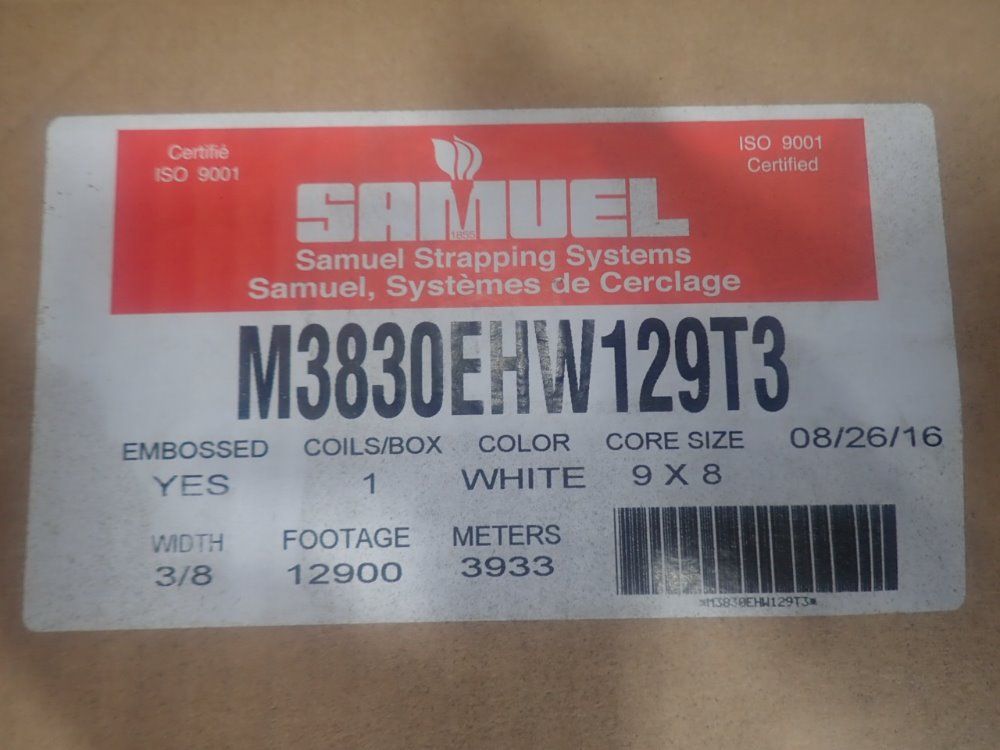 Certifié
ISO 9001
ISO 9001
Certified
SAMUEL
1855
Samuel Strapping Systems
Samuel, Systèmes de Cerclage
M3830EHW129T3
EMBOSSED COILS/BOX COLOR CORE SIZE 08/26/16
YES 1 WHITE 9 X 8
WIDTH FOOTAGE METERS
3/8 12900 3933
*M3830EHW129T3*